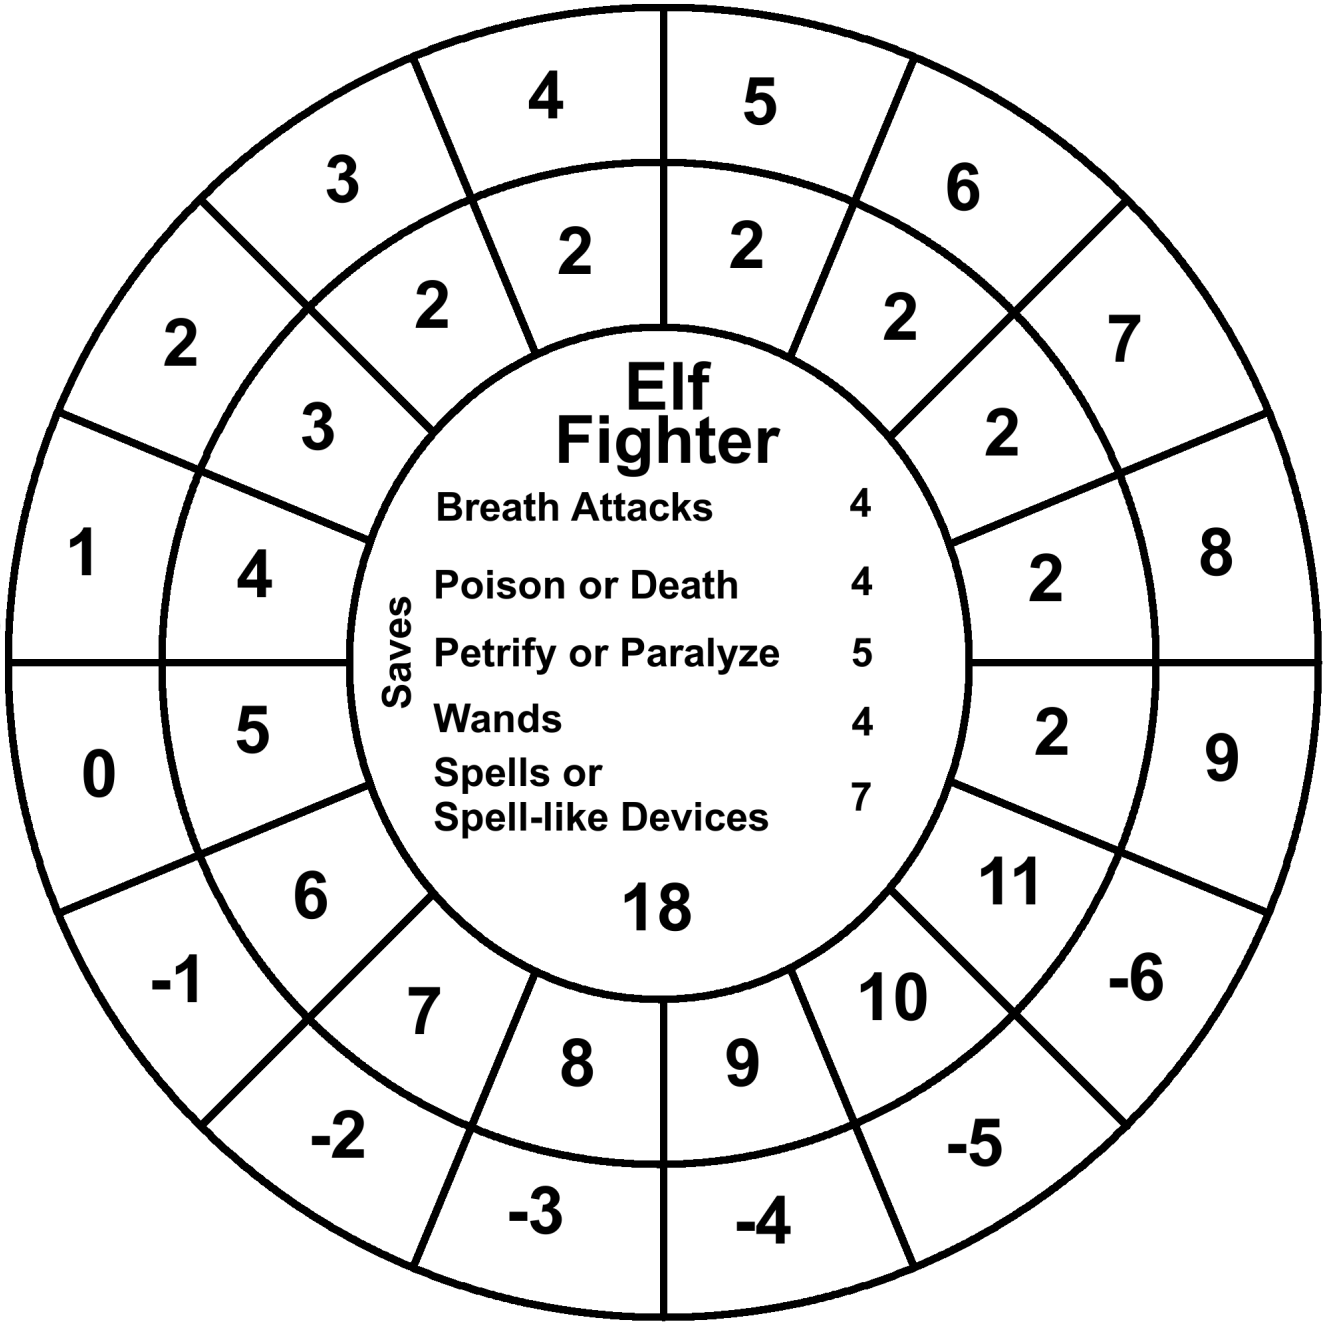 4 5
3 6
2 7
1 8
0 9
-1 -6
-2 -5
-3 -4
2 2
2 2
3 2
4 2
5 2
6 11
7 10
8 9
Elf
Fighter
Saves
Breath Attacks 4
Poison or Death 4
Petrify or Paralyze 5
Wands 4
Spells or
Spell-like Devices 7
18